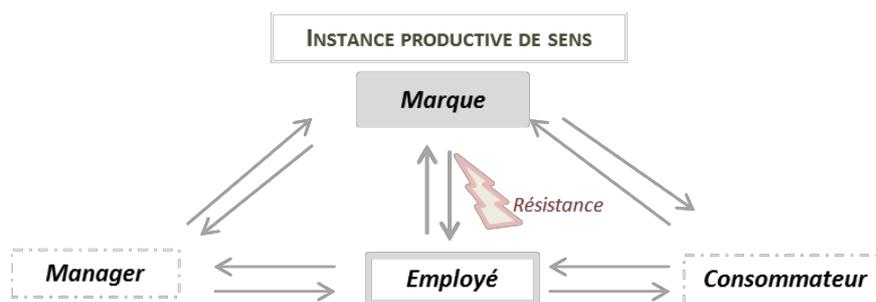 INSTANCE PRODUCTIVE DE SENS
Marque
Résistance
Manager
Employé
Consommateur